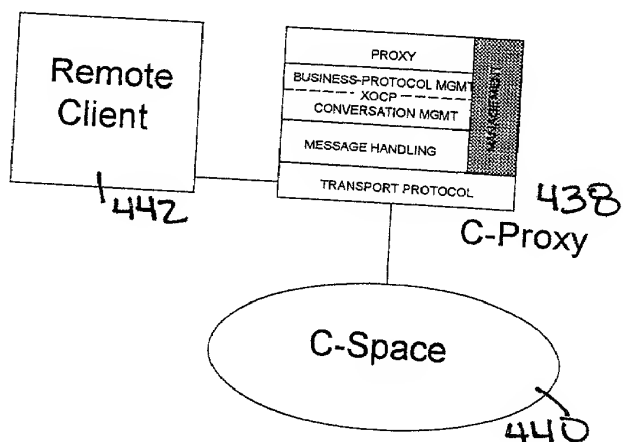 Remote
Client
442
PROXY
BUSINESS-PROTOCOL MGMT
XOCP
CONVERSATION MGMT
MESSAGE HANDLING
TRANSPORT PROTOCOL
MANAGEMENT
438
C-Proxy
C-Space
440